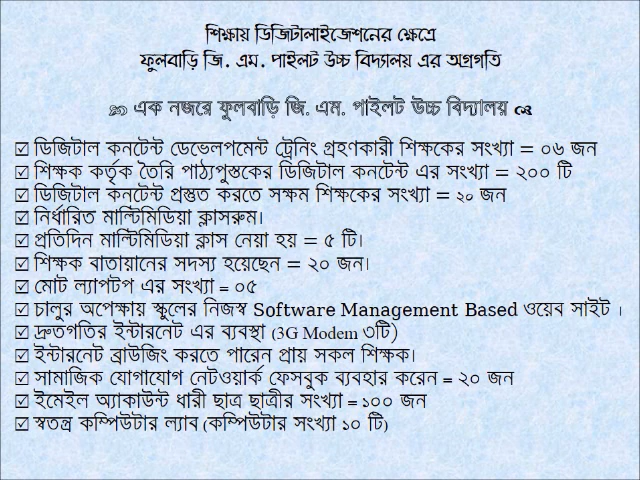 শিক্ষায় ডিজিটালাইজেশনের ক্ষেত্রে
ফুলবাড়ি জি. এম. পাইলট উচ্চ বিদ্যালয় এর অগ্রগতি
এক নজরে ফুলবাড়ি জি. এম. পাইলট উচ্চ বিদ্যালয়
☑ ডিজিটাল কনটেন্ট ডেভেলপমেন্ট ট্রেনিং গ্রহণকারী শিক্ষকের সংখ্যা = ০৬ জন
☑ শিক্ষক কর্তৃক তৈরি পাঠ্যপুস্তকের ডিজিটাল কনটেন্ট এর সংখ্যা = ২০০ টি
☑ ডিজিটাল কনটেন্ট প্রস্তুত করতে সক্ষম শিক্ষকের সংখ্যা = ২০ জন
☑ নির্ধারিত মাল্টিমিডিয়া ক্লাসরুম।
☑ প্রতিদিন মাল্টিমিডিয়া ক্লাস নেয়া হয় = ৫ টি।
☑ শিক্ষক বাতায়ানের সদস্য হয়েছেন = ২০ জন।
☑ মোট ল্যাপটপ এর সংখ্যা = ০৫
☑ চালুর অপেক্ষায় স্কুলের নিজস্ব Software Management Based ওয়েব সাইট ।
☑ দ্রুতগতির ইন্টারনেট এর ব্যবস্থা (3G Modem ৩টি)
☑ ইন্টারনেট ব্রাউজিং করতে পারেন প্রায় সকল শিক্ষক।
☑ সামাজিক যোগাযোগ নেটওয়ার্ক ফেসবুক ব্যবহার করেন = ২০ জন
☑ ইমেইল অ্যাকাউন্ট ধারী ছাত্র ছাত্রীর সংখ্যা = ১০০ জন
☑ স্বতন্ত্র কম্পিউটার ল্যাব (কম্পিউটার সংখ্যা ১০ টি)